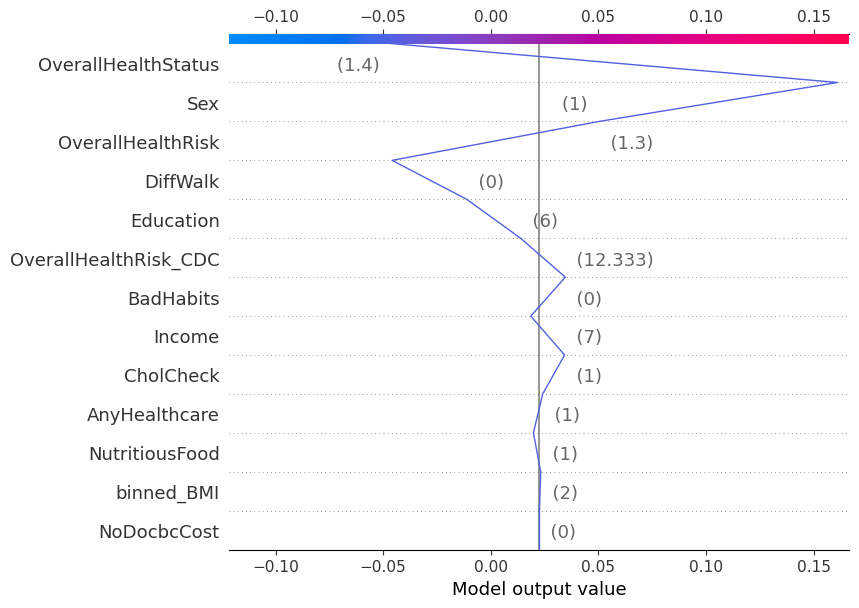 −0.10 −0.05 0.00 0.05 0.10 0.15
OverallHealthStatus (1.4)
Sex (1)
OverallHealthRisk (1.3)
DiffWalk (0)
Education (6)
OverallHealthRisk_CDC (12.333)
BadHabits (0)
Income (7)
CholCheck (1)
AnyHealthcare (1)
NutritiousFood (1)
binned_BMI (2)
NoDocbcCost (0)
−0.10 −0.05 0.00 0.05 0.10 0.15
Model output value